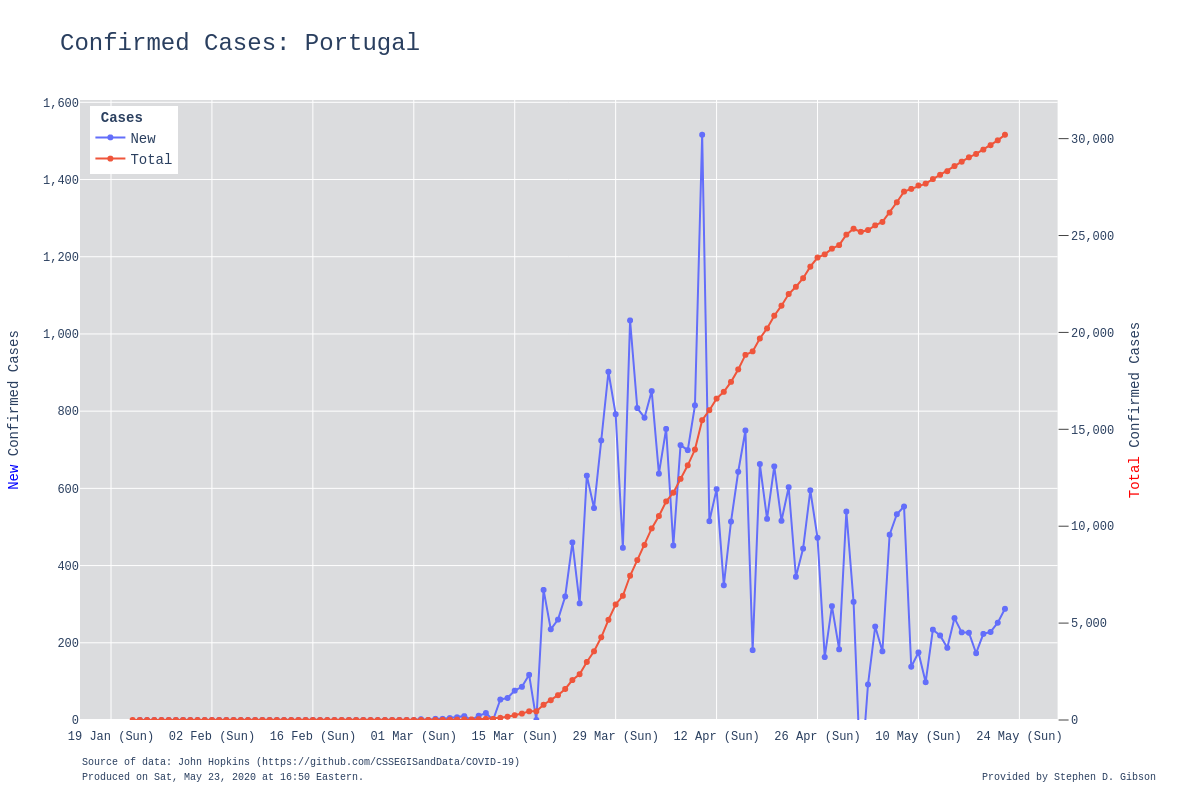 Confirmed Cases: Portugal
Cases
New
Total
1,600
1,400
1,200
1,000
800
600
400
200
0
New Confirmed Cases
30,000
25,000
20,000
15,000
10,000
5,000
0
Total Confirmed Cases
19 Jan (Sun) 02 Feb (Sun) 16 Feb (Sun) 01 Mar (Sun) 15 Mar (Sun) 29 Mar (Sun) 12 Apr (Sun) 26 Apr (Sun) 10 May (Sun) 24 May (Sun)
Source of data: John Hopkins (https://github.com/CSSEGISandData/COVID-19)
Produced on Sat, May 23, 2020 at 16:50 Eastern.
Provided by Stephen D. Gibson